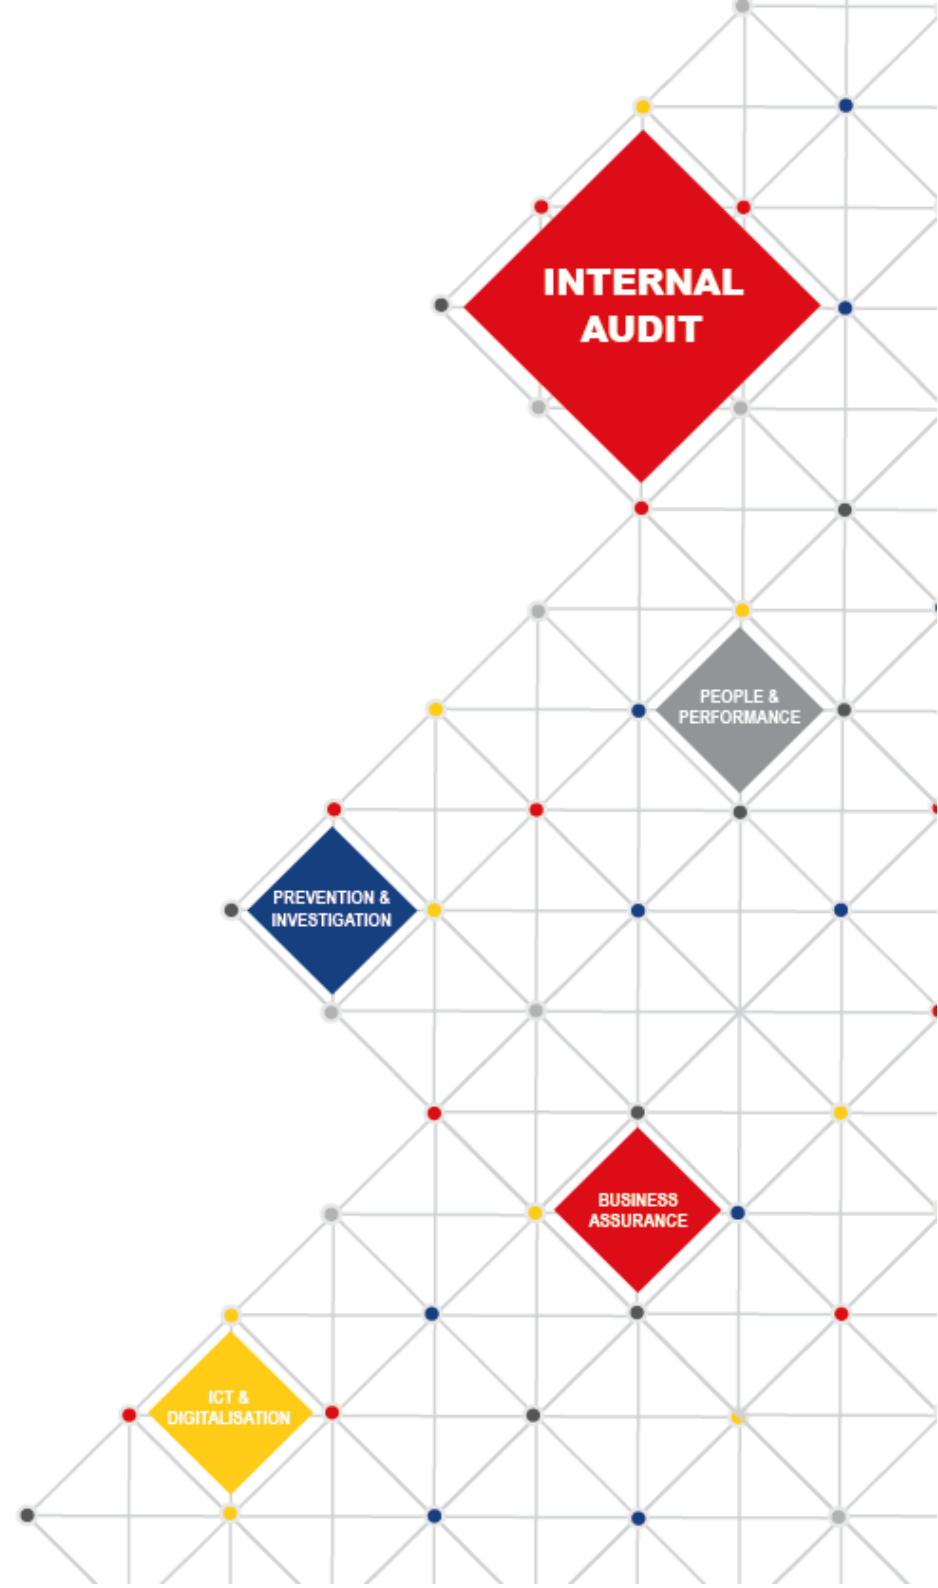 INTERNAL
AUDIT
PEOPLE &
PERFORMANCE
PREVENTION &
INVESTIGATION
BUSINESS
ASSURANCE
ICT &
DIGITALISATION